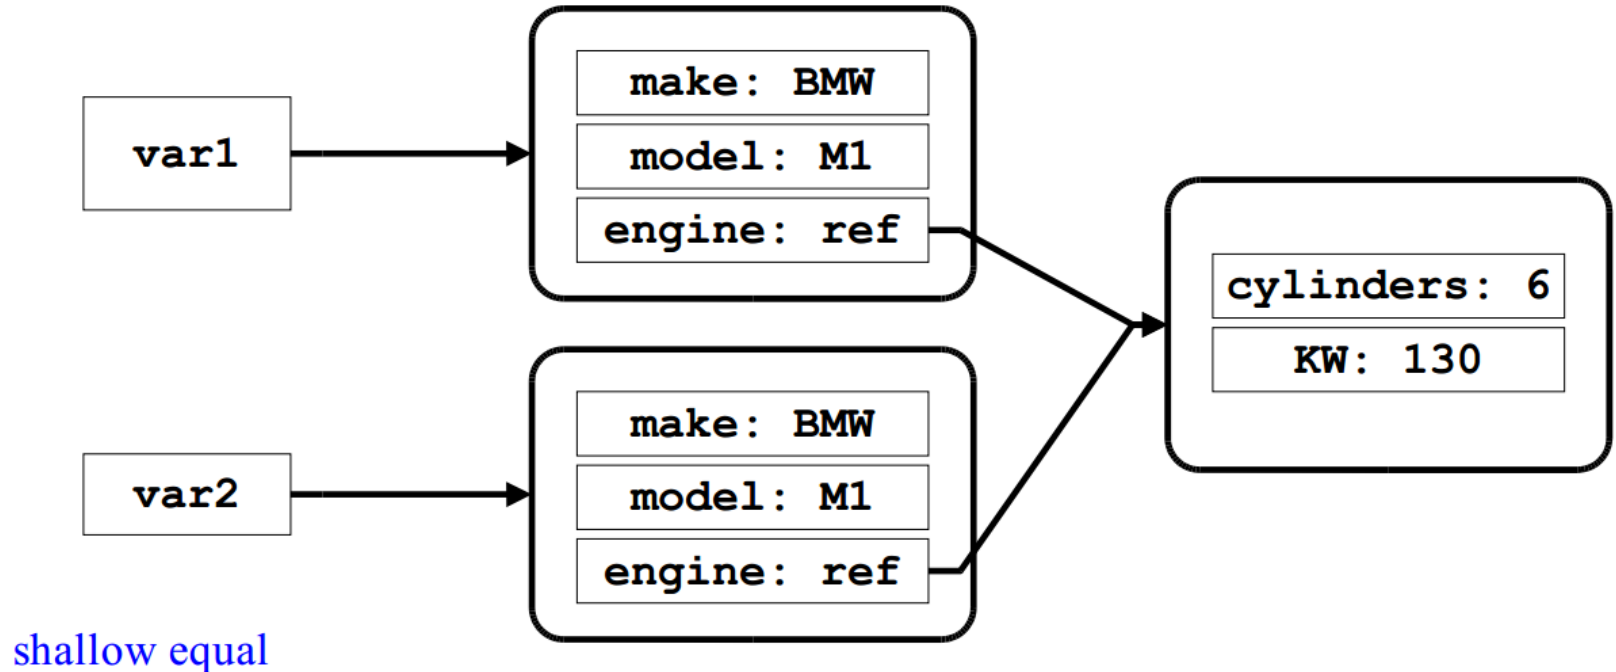 var1
make: BMW
model: M1
engine: ref
cylinders: 6
KW: 130
var2
make: BMW
model: M1
engine: ref
shallow equal